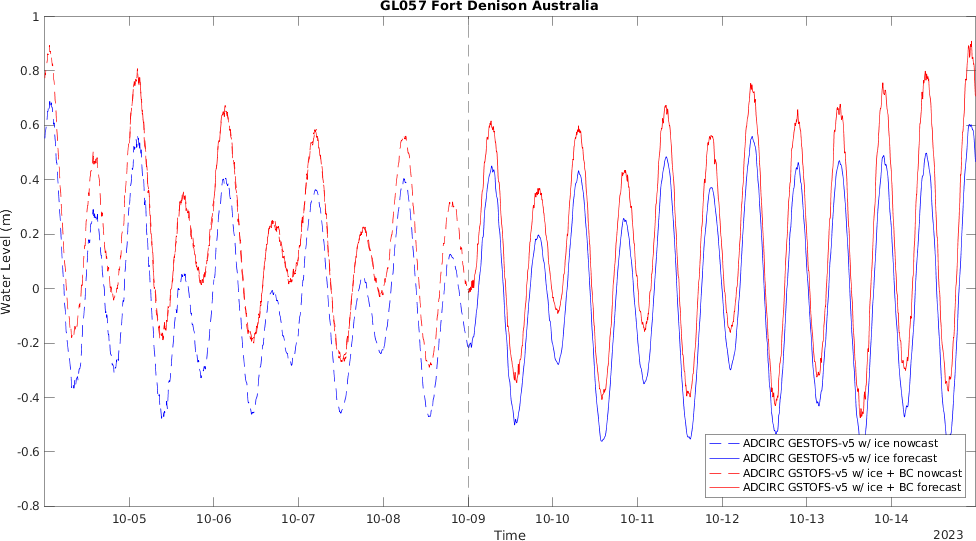 GL057 Fort Denison Australia
1
0.8
0.6
0.4
0.2
0
-0.2
-0.4
-0.6
-0.8
Water Level (m)
ADCIRC GESTOFS-v5 w/ ice nowcast
ADCIRC GESTOFS-v5 w/ ice forecast
ADCIRC GSTOFS-v5 w/ ice + BC nowcast
ADCIRC GSTOFS-v5 w/ ice + BC forecast
10-05 10-06 10-07 10-08 10-09 10-10 10-11 10-12 10-13 10-14
Time
2023